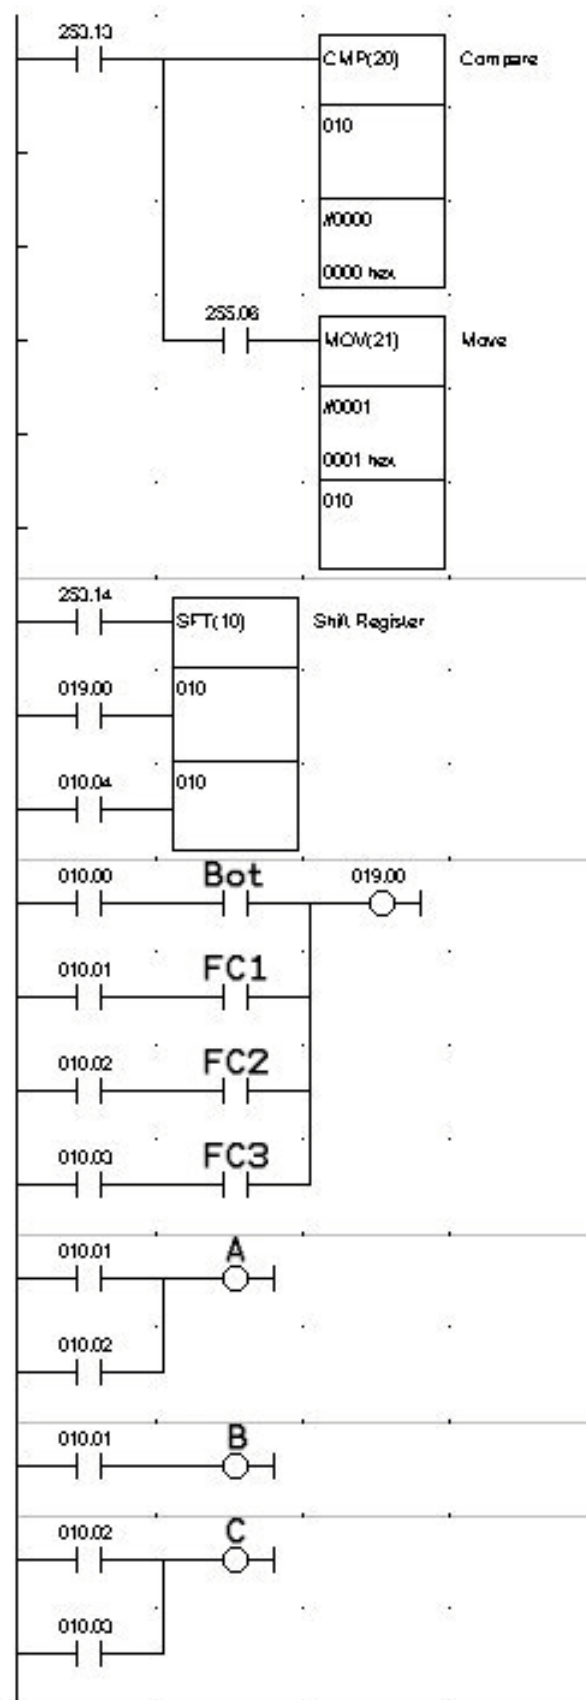 253.13
CMP(20) Compare
010
#0000
0000 hex
255.06
MOV(21) Move
#0001
0001 hex
010
253.14
SFT(10) Shift Register
019.00
010
010.04
010
010.00 Bot 019.00
010.01 FC1
010.02 FC2
010.03 FC3
010.01 A
010.02
010.01 B
010.02 C
010.03